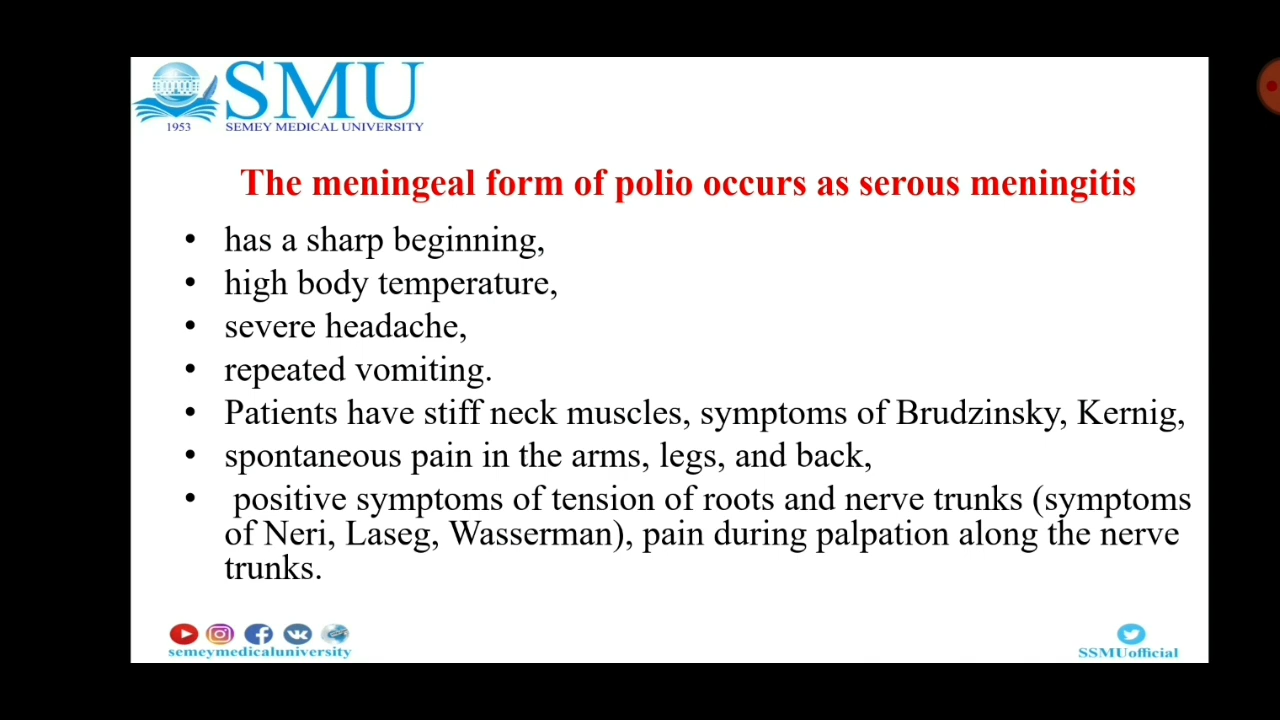 SMU
1953 SEMEY MEDICAL UNIVERSITY
The meningeal form of polio occurs as serous meningitis
• has a sharp beginning,
• high body temperature,
• severe headache,
• repeated vomiting.
• Patients have stiff neck muscles, symptoms of Brudzinsky, Kernig,
• spontaneous pain in the arms, legs, and back,
• positive symptoms of tension of roots and nerve trunks (symptoms
of Neri, Laseg, Wasserman), pain during palpation along the nerve
trunks.
semeymedicaluniversity
SSMUofficial